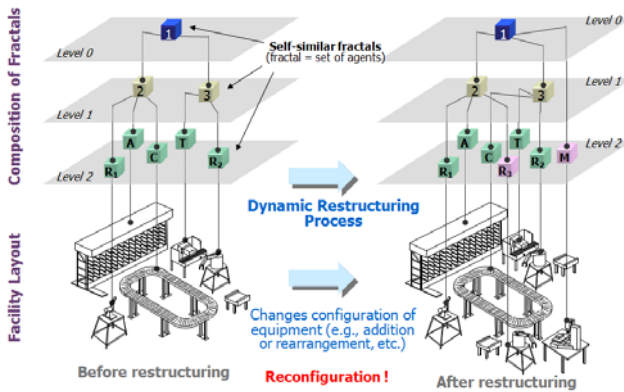 Composition of Fractals
Level 0
1
Self-similar fractals
(fractal = set of agents)
2
3
Level 1
A
T
C
R1
R2
Level 2
Dynamic Restructuring
Process
1
Level 0
2
3
Level 1
A
T
C
R1
R3
R2
M
Level 2
Facility Layout
Changes configuration of
equipment (e.g., addition
or rearrangement, etc.)
Before restructuring
Reconfiguration !
After restructuring